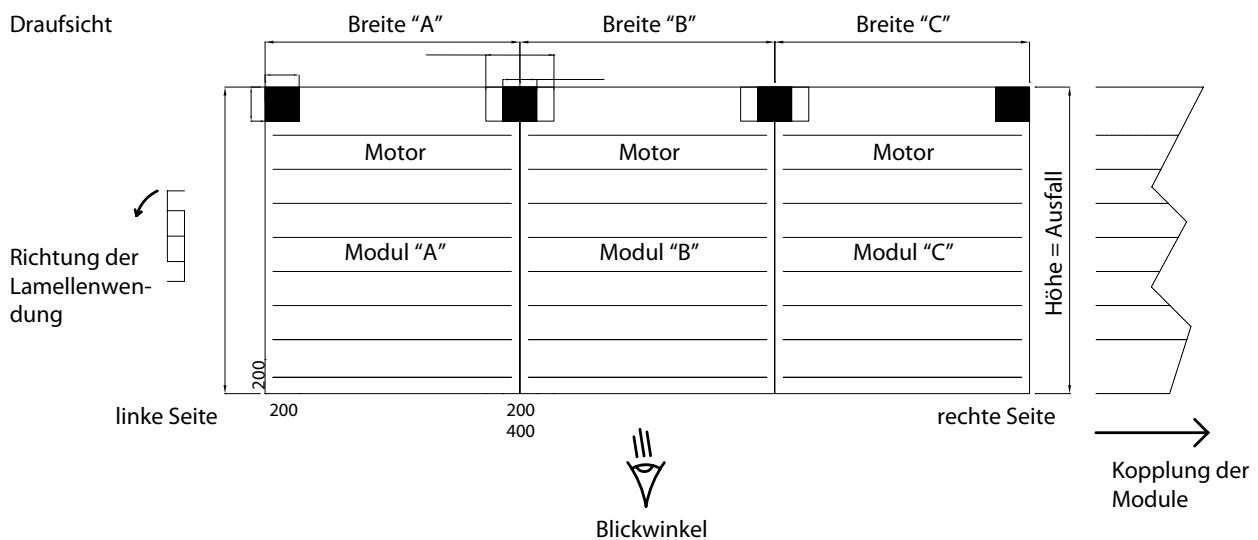 Draufsicht
Breite “A”
Breite “B”
Breite “C”
Motor
Motor
Motor
Modul “A”
Modul “B”
Modul “C”
Höhe = Ausfall
Richtung der
Lamellenwen-
dung
200
linke Seite
200
200
400
rechte Seite
Kopplung der
Module
Blickwinkel